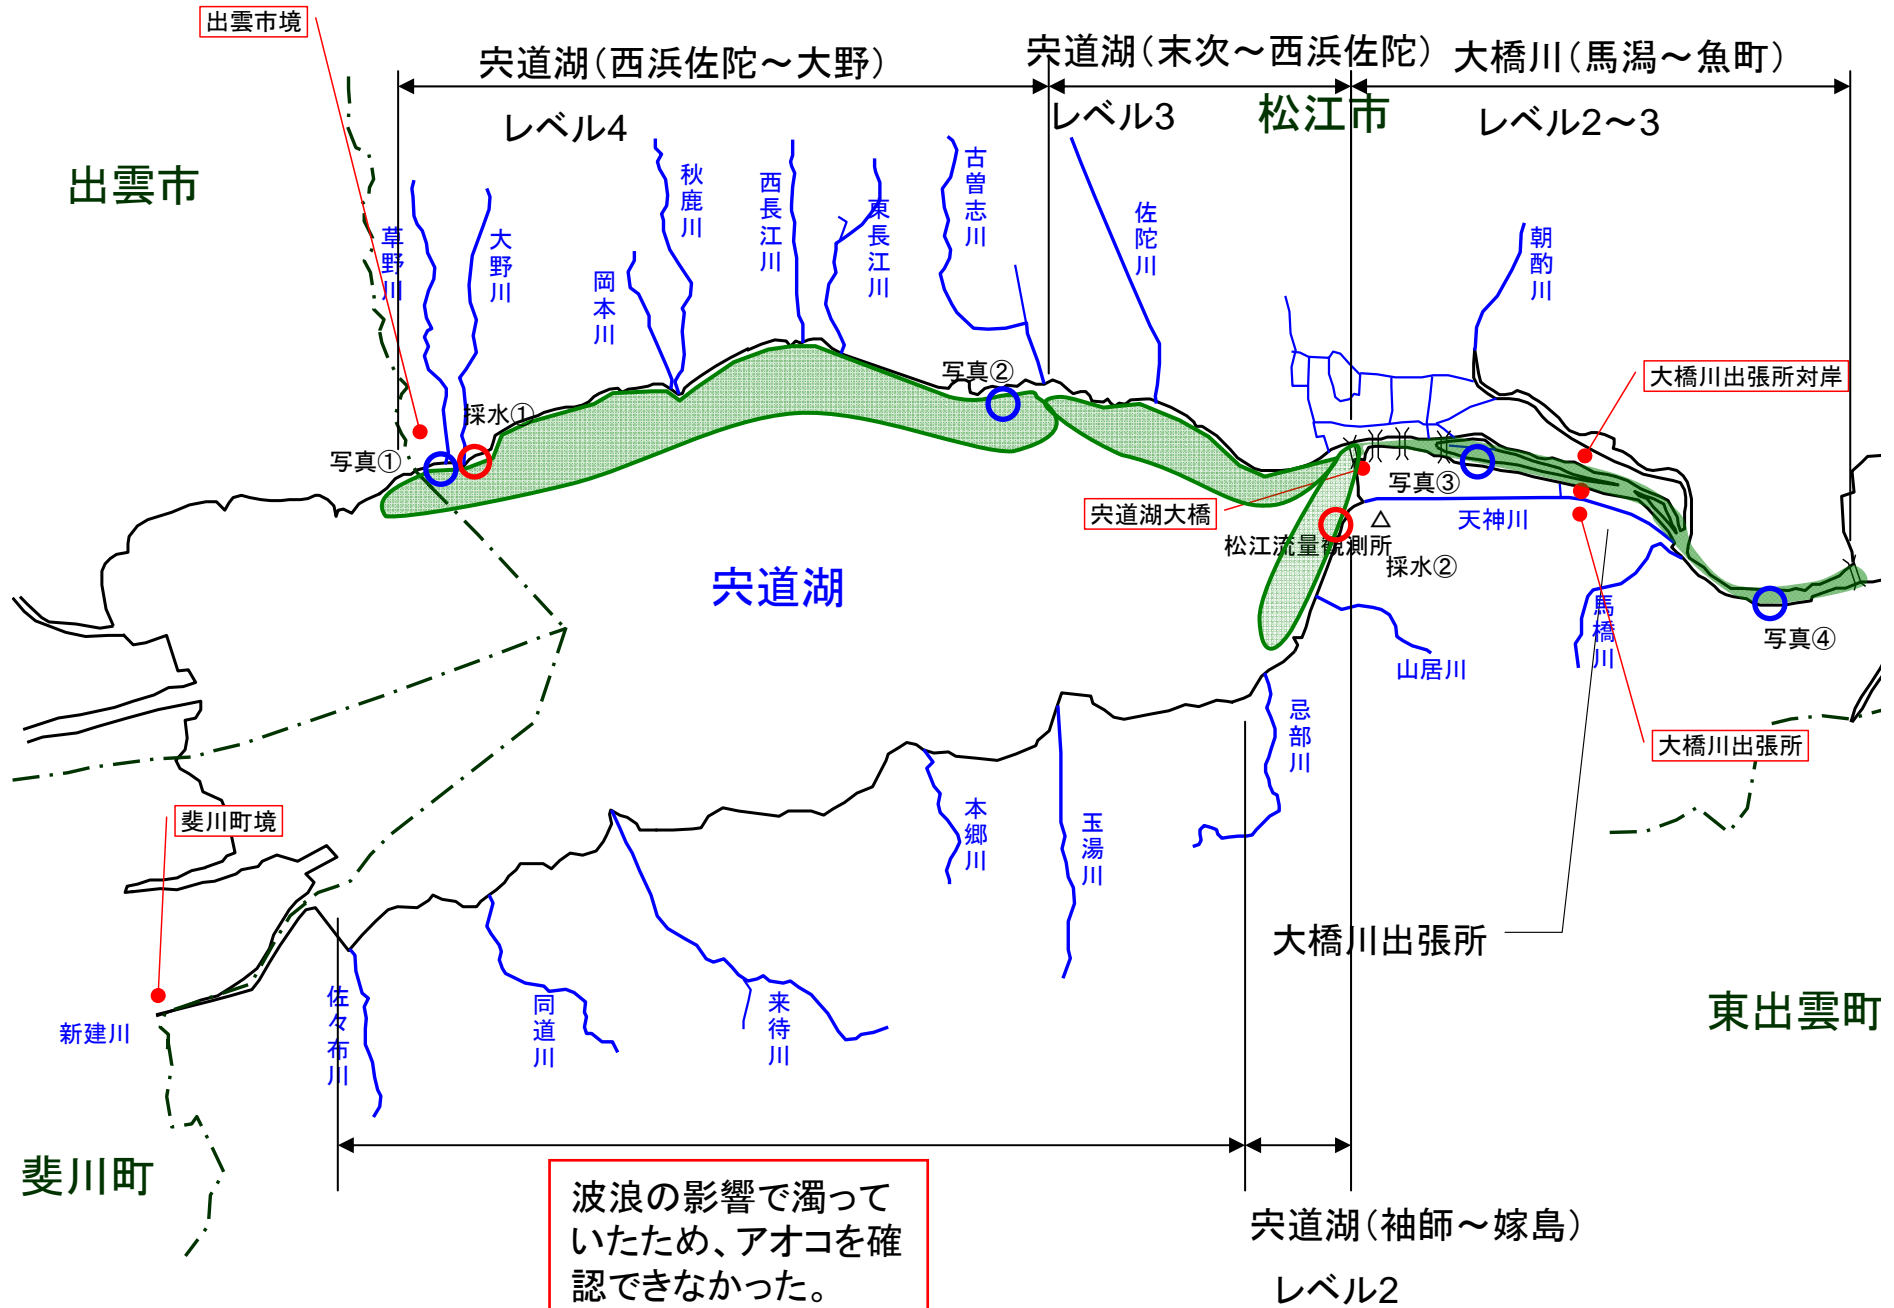 出雲市境
宍道湖(西浜佐陀～大野)
宍道湖(末次～西浜佐陀)
大橋川(馬潟～魚町)
レベル4
レベル3
松江市
レベル2～3
出雲市
草野川
大野川
岡本川
秋鹿川
西長江川
東長江川
古曽志川
佐陀川
朝酌川
写真①
採水①
写真②
大橋川出張所対岸
宍道湖大橋
写真③
天神川
松江流量観測所
採水②
宍道湖
山居川
馬橋川
写真④
忌部川
大橋川出張所
斐川町境
本郷川
玉湯川
大橋川出張所
新建川
佐々布川
同道川
来待川
東出雲町
斐川町
波浪の影響で濁って
いたため、アオコを確
認できなかった。
宍道湖(袖師～嫁島)
レベル2